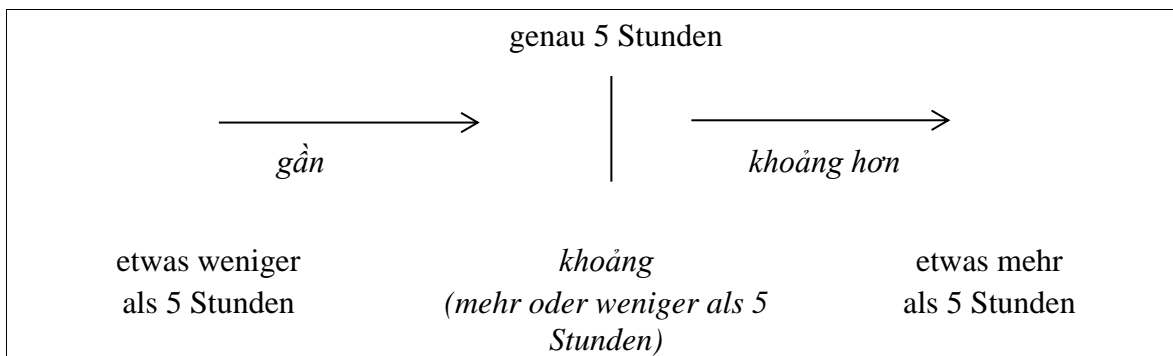 genau 5 Stunden
gần
khoảng hơn
etwas weniger
als 5 Stunden
khoảng
(mehr oder weniger als 5
Stunden)
etwas mehr
als 5 Stunden